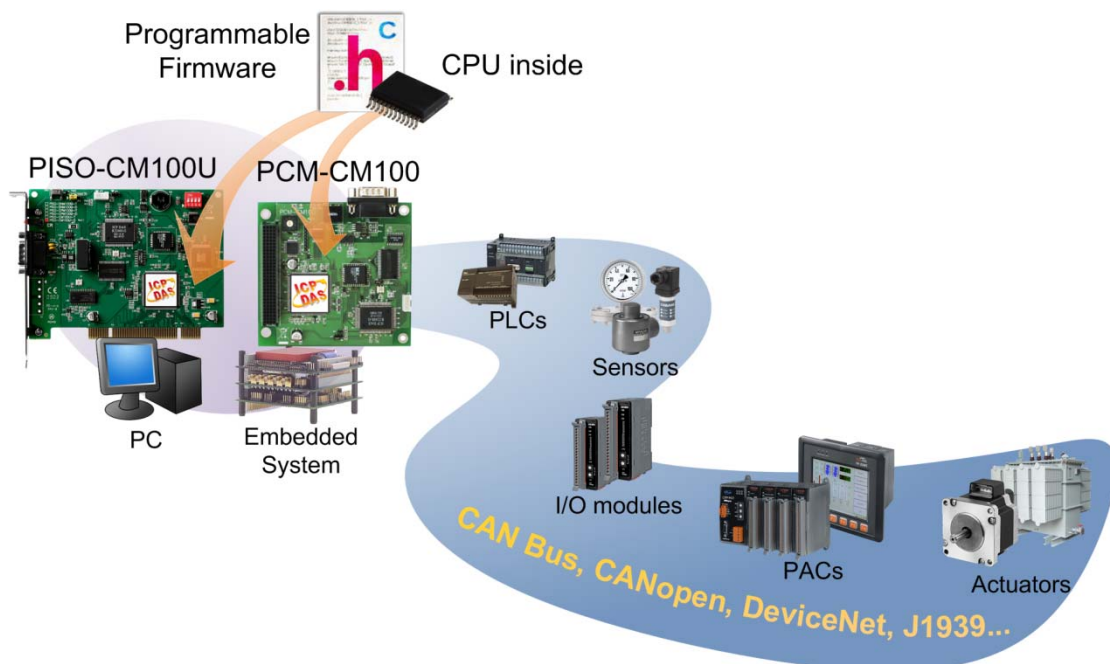 Programmable
Firmware
C
.h
CPU inside
PISO-CM100U
PCM-CM100
ICP
DAS
ICP
DAS
PLCs
Sensors
PC
Embedded
System
I/O modules
PACs
Actuators
CAN Bus, CANopen, DeviceNet, J1939...